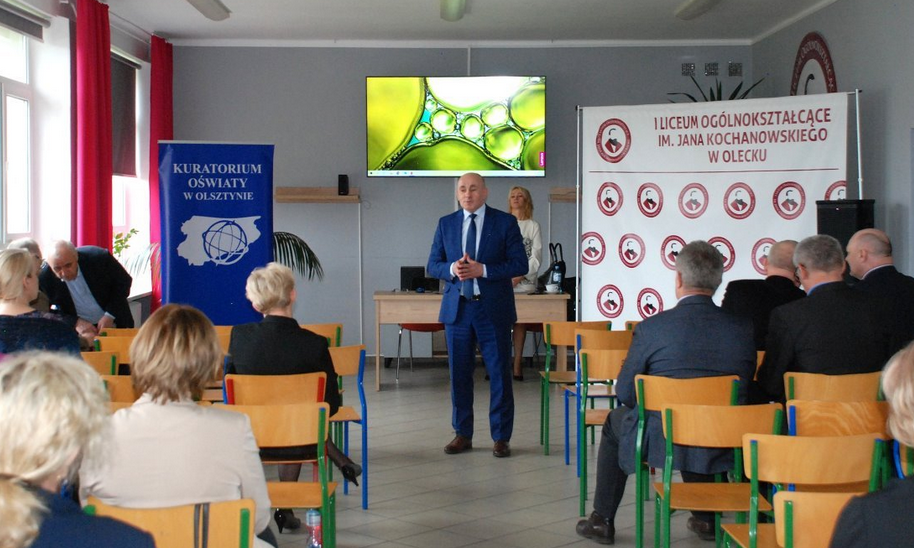 KURATORIUM
OŚWIATY
W OLSZTYNIE
I LICEUM OGÓLNOKSZTAŁCĄCE
IM. JANA KOCHANOWSKIEGO
W OLECKU